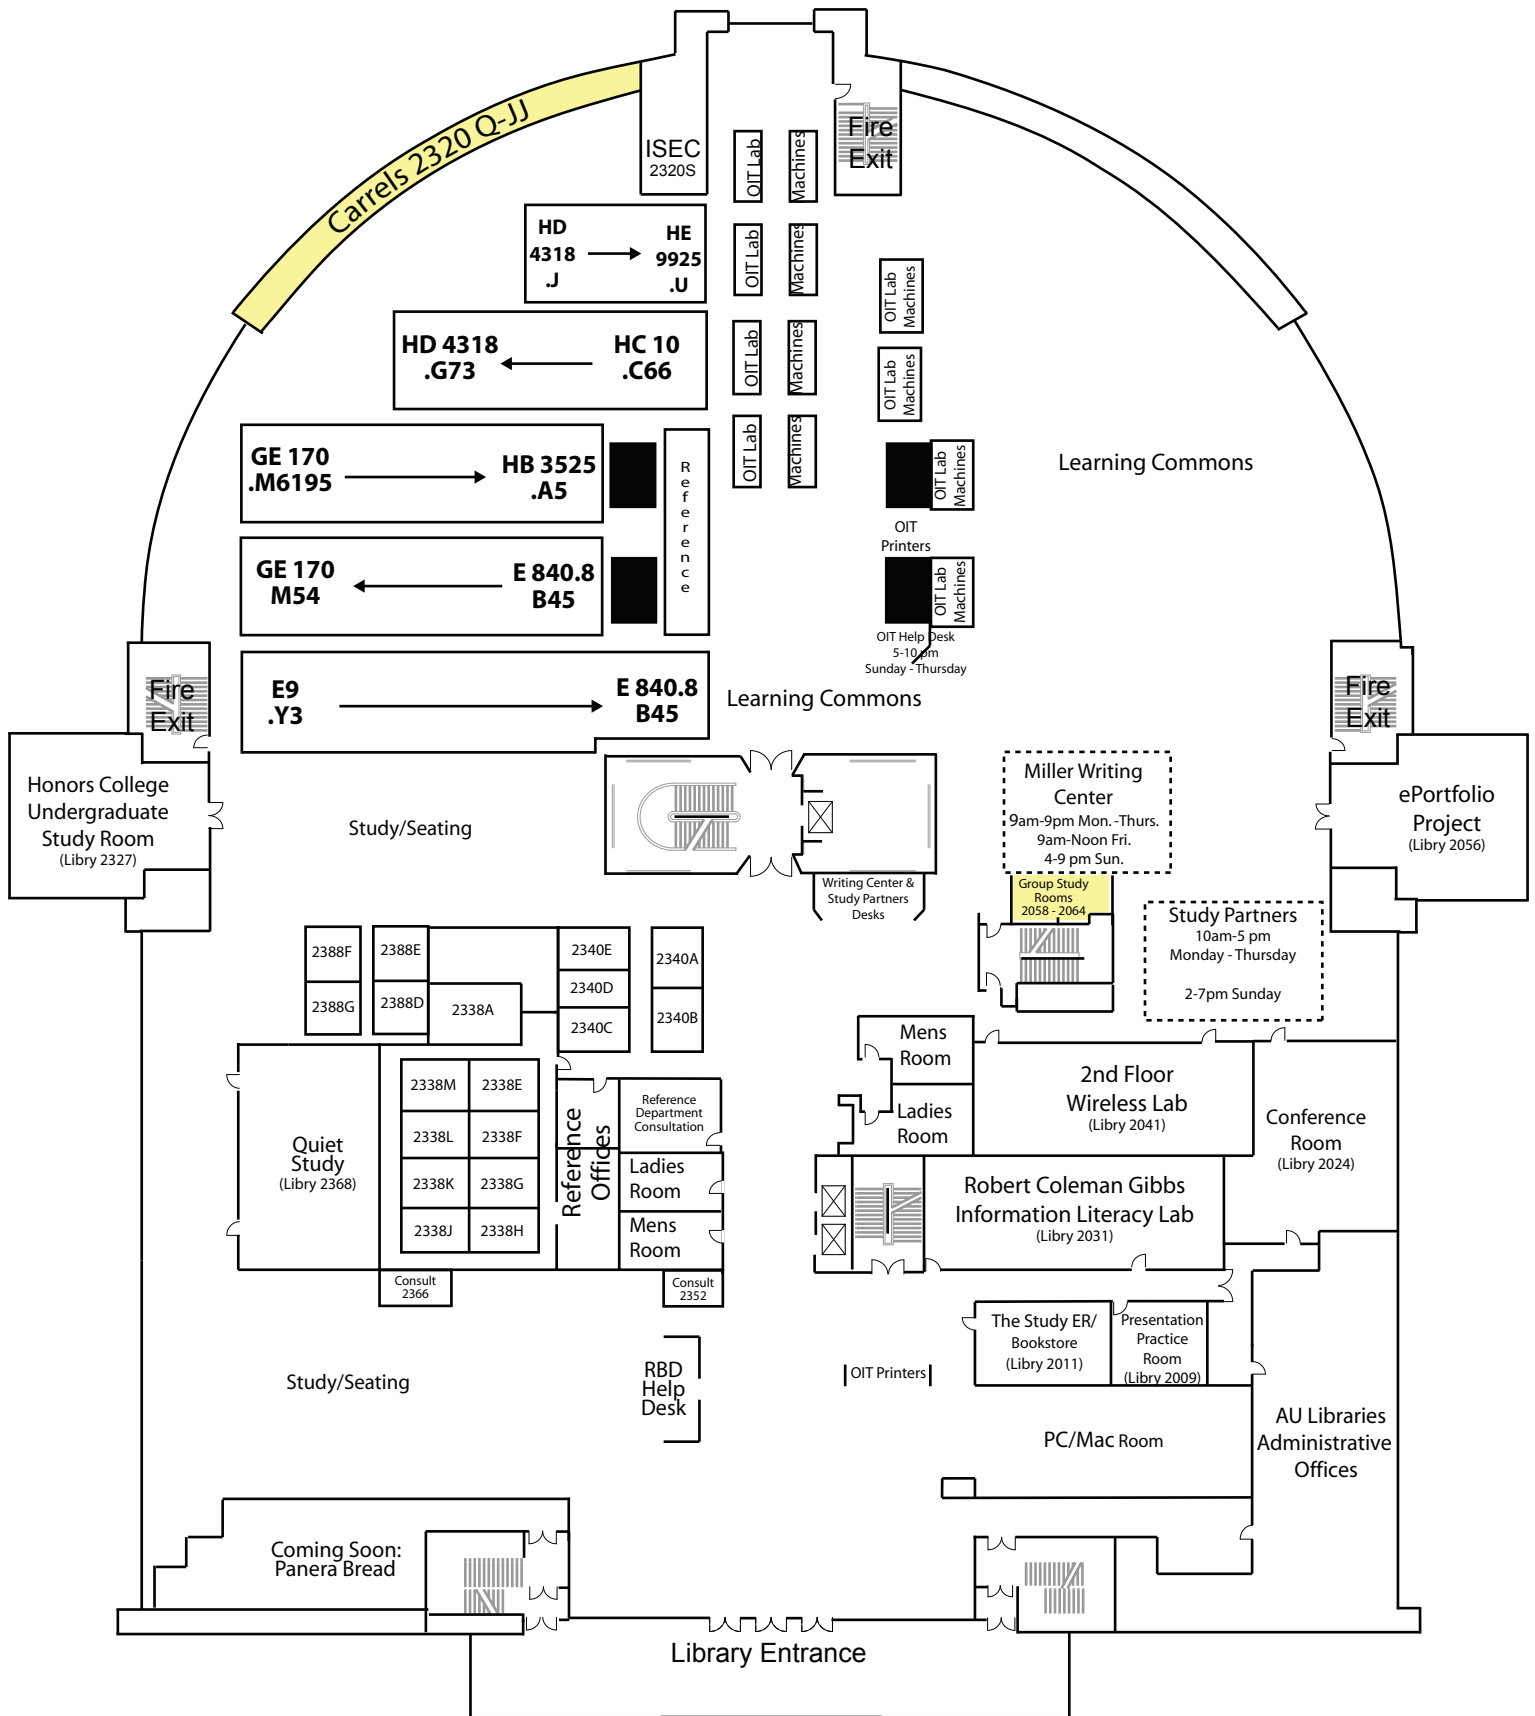 Carrels 2320 Q-JJ
ISEC
2320S
Fire
Exit
OIT Lab
Machines
OIT Lab
Machines
OIT Lab
Machines
OIT Lab
Machines
OIT Lab
Machines
OIT Lab
Machines
HD
4318
.J
HE
9925
.U
HD 4318
.G73
HC 10
.C66
GE 170
.M6195
HB 3525
.A5
Reference
Learning Commons
OIT Lab
Machines
OIT
Printers
GE 170
M54
E 840.8
B45
OIT Lab
Machines
OIT Help Desk
5-10 pm
Sunday - Thursday
E9
.Y3
E 840.8
B45
Learning Commons
Fire
Exit
Fire
Exit
Honors College
Undergraduate
Study Room
(Libry 2327)
Study/Seating
Miller Writing
Center
9am-9pm Mon. -Thurs.
9am-Noon Fri.
4-9 pm Sun.
ePortfolio
Project
(Libry 2056)
Writing Center &
Study Partners
Desks
Group Study
Rooms
2058 - 2064
Study Partners
10am-5 pm
Monday - Thursday
2-7pm Sunday
2388F
2388E
2340E
2340A
2388G
2388D
2338A
2340D
2340C
2340B
Mens
Room
Ladies
Room
2nd Floor
Wireless Lab
(Libry 2041)
Conference
Room
(Libry 2024)
Quiet
Study
(Libry 2368)
2338M
2338E
2338L
2338F
2338K
2338G
2338J
2338H
Reference
Offices
Reference
Department
Consultation
Ladies
Room
Mens
Room
Robert Coleman Gibbs
Information Literacy Lab
(Libry 2031)
Consult
2366
Consult
2352
The Study ER/
Bookstore
(Libry 2011)
Presentation
Practice
Room
(Libry 2009)
Study/Seating
RBD
Help
Desk
OIT Printers
PC/Mac Room
AU Libraries
Administrative
Offices
Coming Soon:
Panera Bread
Library Entrance